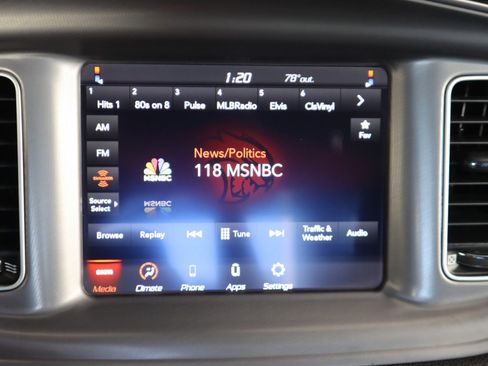 1:20 78°out.
1 2 3 4 5 6
Hits 1 80s on 8 Pulse MLBRadio Elvis ClsVinyl
AM
Fav
FM
News/Politics
118 MSNBC
MSNBC
SiriusXM
Source
Select
Browse Replay Tune Traffic &
Weather Audio
Media Climate Phone Apps Settings